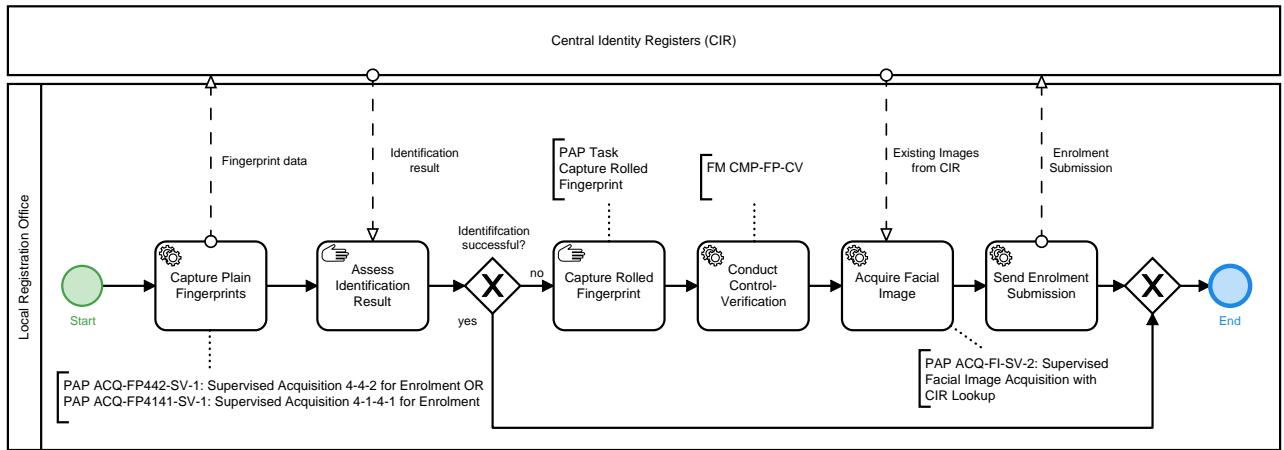 Central Identity Registers (CIR)
Local Registration Office
Fingerprint data
Identification
result
PAP Task
Capture Rolled
Fingerprint
FM CMP-FP-CV
Existing Images
from CIR
Enrolment
Submission
Start
Capture Plain
Fingerprints
Assess
Identification
Result
Identififcation
successful?
no
yes
Capture Rolled
Fingerprint
Conduct
Control-
Verification
Acquire Facial
Image
Send Enrolment
Submission
End
PAP ACQ-FP442-SV-1: Supervised Acquisition 4-4-2 for Enrolment OR
PAP ACQ-FP4141-SV-1: Supervised Acquisition 4-1-4-1 for Enrolment
PAP ACQ-FI-SV-2: Supervised
Facial Image Acquisition with
CIR Lookup